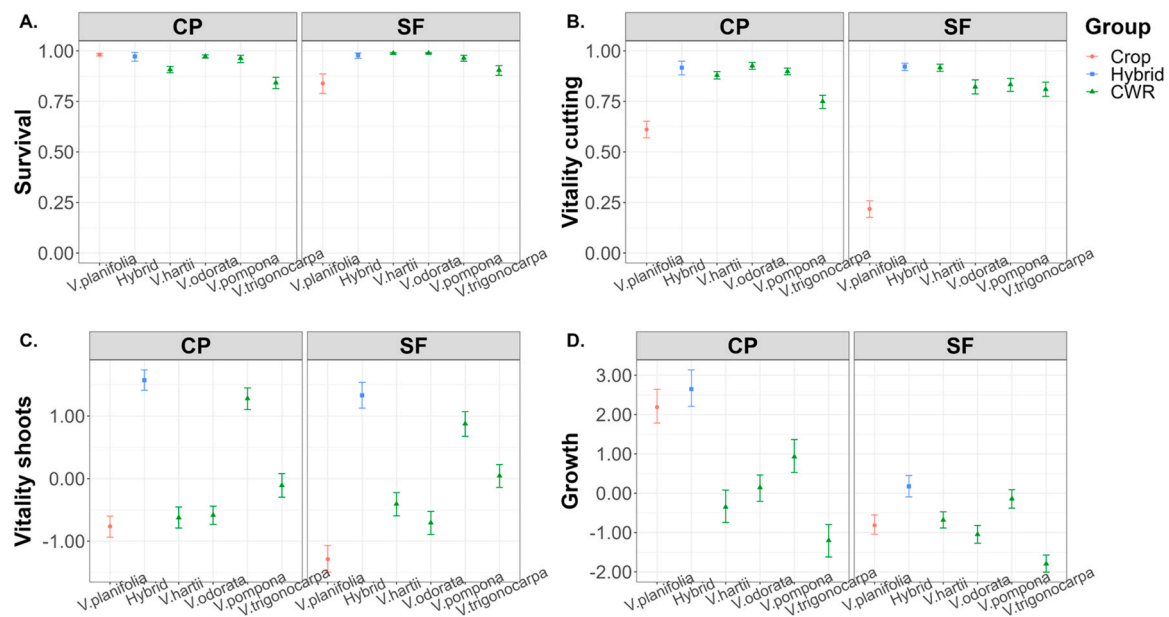 A.
CP
SF
Survival
1.00
0.75
0.50
0.25
0.00
V.planifolia
Hybrid
V.hartii
V.odorata
V.pompona
V.trigonocarpa
V.planifolia
Hybrid
V.hartii
V.odorata
V.pompona
V.trigonocarpa
B.
CP
SF
Vitality cutting
1.00
0.75
0.50
0.25
0.00
V.planifolia
Hybrid
V.hartii
V.odorata
V.pompona
V.trigonocarpa
V.planifolia
Hybrid
V.hartii
V.odorata
V.pompona
V.trigonocarpa
Group
Crop
Hybrid
CWR
C.
CP
SF
Vitality shoots
1.00
0.00
-1.00
V.planifolia
Hybrid
V.hartii
V.odorata
V.pompona
V.trigonocarpa
V.planifolia
Hybrid
V.hartii
V.odorata
V.pompona
V.trigonocarpa
D.
CP
SF
Growth
3.00
2.00
1.00
0.00
-1.00
-2.00
V.planifolia
Hybrid
V.hartii
V.odorata
V.pompona
V.trigonocarpa
V.planifolia
Hybrid
V.hartii
V.odorata
V.pompona
V.trigonocarpa